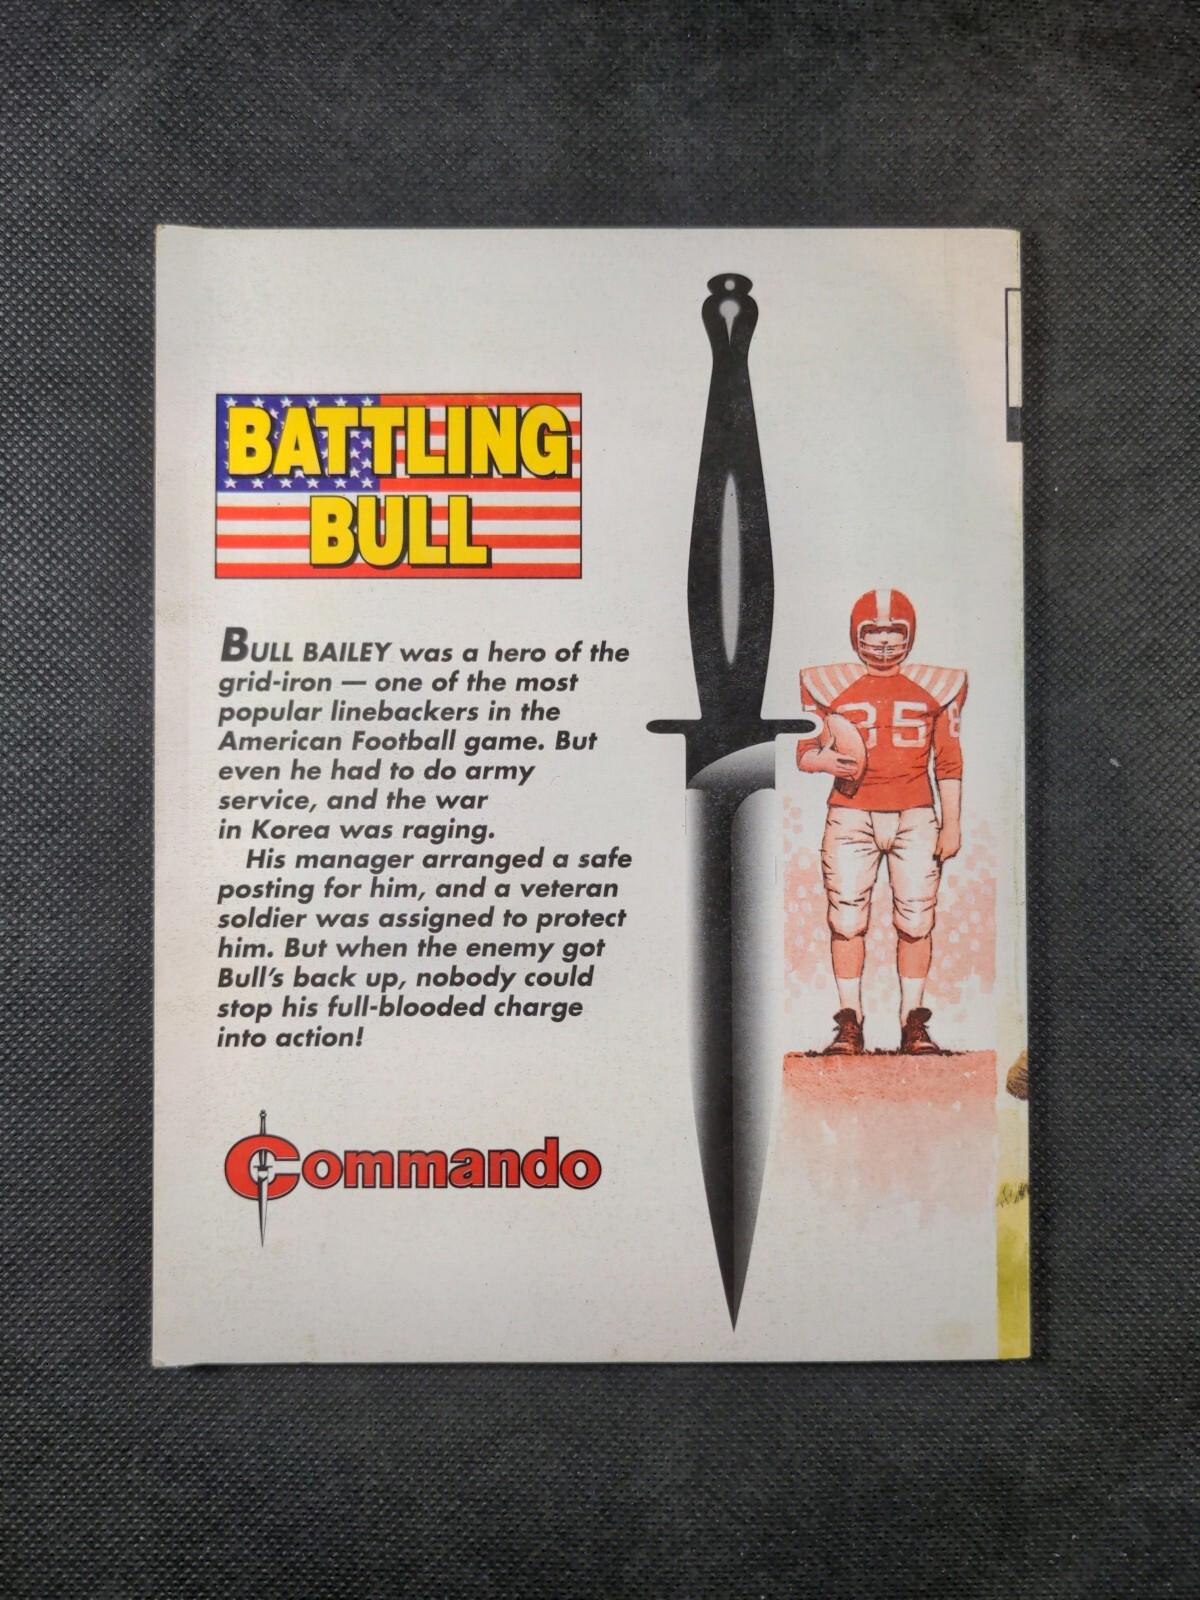 BATTLING
BULL
BULL BAILEY was a hero of the
grid-iron — one of the most
popular linebackers in the
American Football game. But
even he had to do army
service, and the war
in Korea was raging.
His manager arranged a safe
posting for him, and a veteran
soldier was assigned to protect
him. But when the enemy got
Bull's back up, nobody could
stop his full-blooded charge
into action!
Commando
85
8